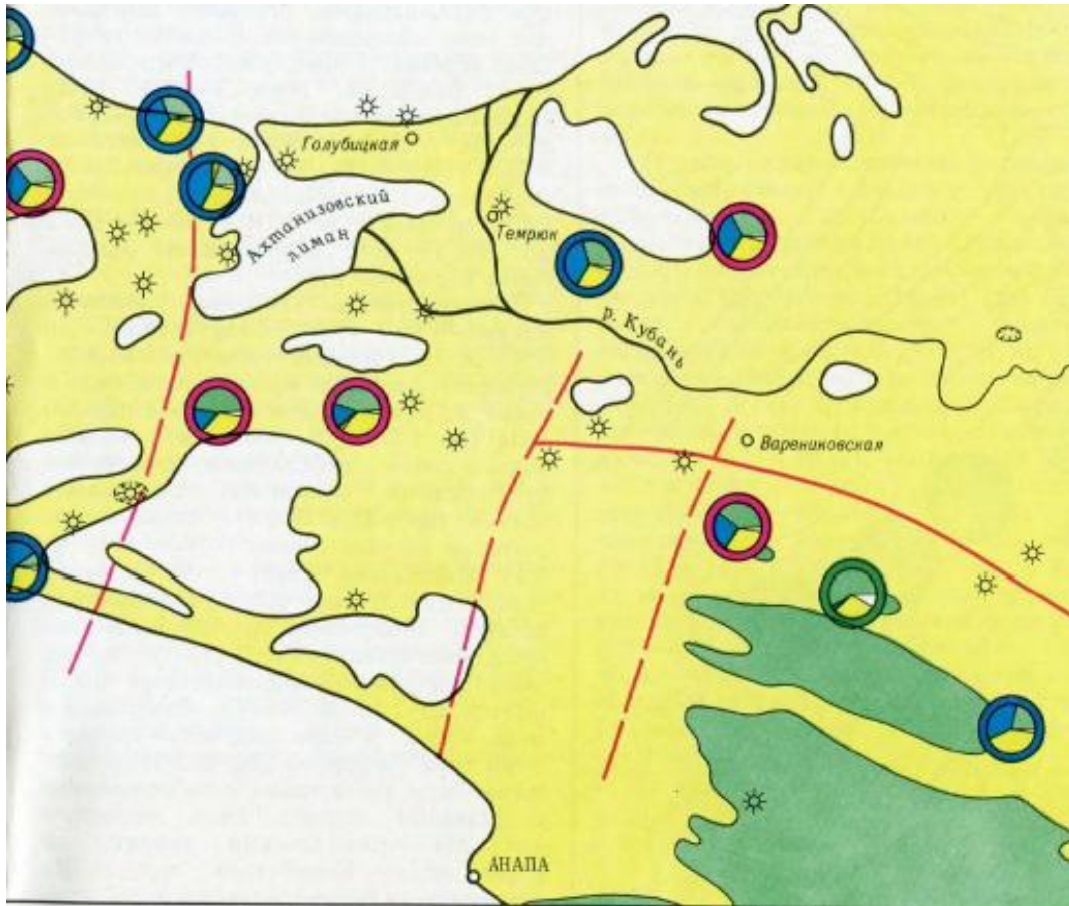 Голубицкая
Ахтанизовский
лиман
Темрюк
р. Кубань
Варениковская
АНАПА